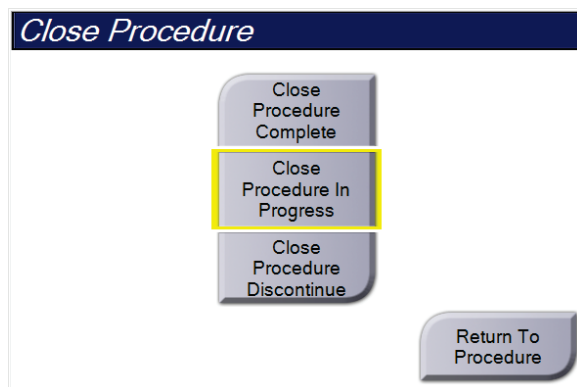 Close Procedure
Close
Procedure
Complete
Close
Procedure In
Progress
Close
Procedure
Discontinue
Return To
Procedure